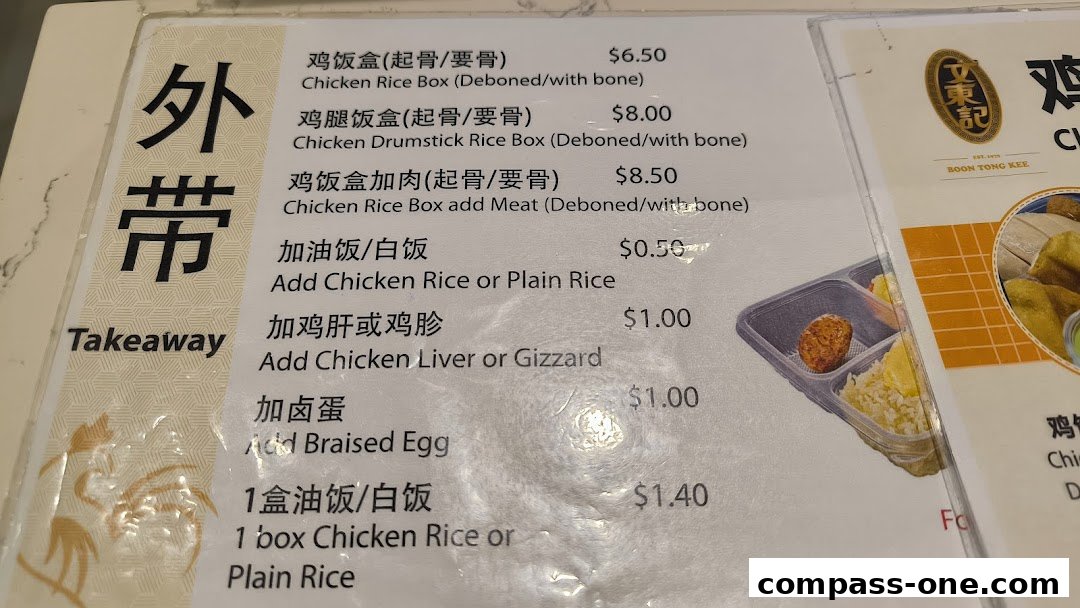 外带
Takeaway
鸡饭盒(起骨/要骨) $6.50
Chicken Rice Box (Deboned/with bone)
鸡腿饭盒(起骨/要骨) $8.00
Chicken Drumstick Rice Box (Deboned/with bone)
鸡饭盒加肉(起骨/要骨) $8.50
Chicken Rice Box add Meat (Deboned/with bone)
加油饭/白饭 $0.50
Add Chicken Rice or Plain Rice
加鸡肝或鸡胗 $1.00
Add Chicken Liver or Gizzard
加卤蛋 $1.00
Add Braised Egg
1盒油饭/白饭 $1.40
1 box Chicken Rice or
Plain Rice
文東記
EST. 1979
BOON TONG KEE
鸡
鸡
Chi
D
Fo
compass-one.com